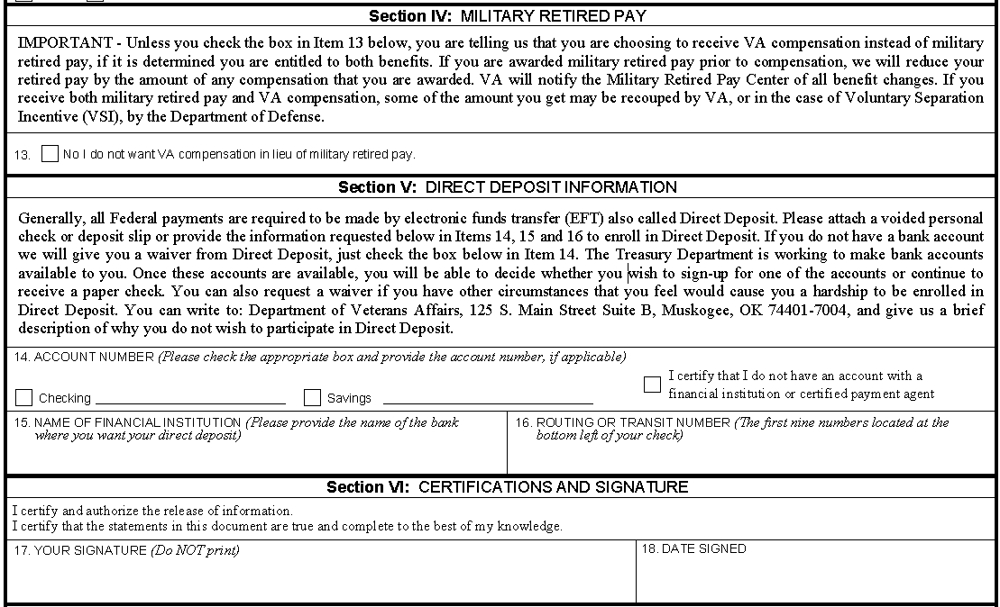 Section IV: MILITARY RETIRED PAY
IMPORTANT - Unless you check the box in Item 13 below, you are telling us that you are choosing to receive VA compensation instead of military
retired pay, if it is determined you are entitled to both benefits. If you are awarded military retired pay prior to compensation, we will reduce your
retired pay by the amount of any compensation that you are awarded. VA will notify the Military Retired Pay Center of all benefit changes. If you
receive both military retired pay and VA compensation, some of the amount you get may be recouped by VA, or in the case of Voluntary Separation
Incentive (VSI), by the Department of Defense.
13. No I do not want VA compensation in lieu of military retired pay.
Section V: DIRECT DEPOSIT INFORMATION
Generally, all Federal payments are required to be made by electronic funds transfer (EFT) also called Direct Deposit. Please attach a voided personal
check or deposit slip or provide the information requested below in Items 14, 15 and 16 to enroll in Direct Deposit. If you do not have a bank account
we will give you a waiver from Direct Deposit, just check the box below in Item 14. The Treasury Department is working to make bank accounts
available to you. Once these accounts are available, you will be able to decide whether you wish to sign-up for one of the accounts or continue to
receive a paper check. You can also request a waiver if you have other circumstances that you feel would cause you a hardship to be enrolled in
Direct Deposit. You can write to: Department of Veterans Affairs, 125 S. Main Street Suite B, Muskogee, OK 74401-7004, and give us a brief
description of why you do not wish to participate in Direct Deposit.
14. ACCOUNT NUMBER (Please check the appropriate box and provide the account number, if applicable)
Checking
Savings
I certify that I do not have an account with a
financial institution or certified payment agent
15. NAME OF FINANCIAL INSTITUTION (Please provide the name of the bank
where you want your direct deposit)
16. ROUTING OR TRANSIT NUMBER (The first nine numbers located at the
bottom left of your check)
Section VI: CERTIFICATIONS AND SIGNATURE
I certify and authorize the release of information.
I certify that the statements in this document are true and complete to the best of my knowledge.
17. YOUR SIGNATURE (Do NOT print)
18. DATE SIGNED